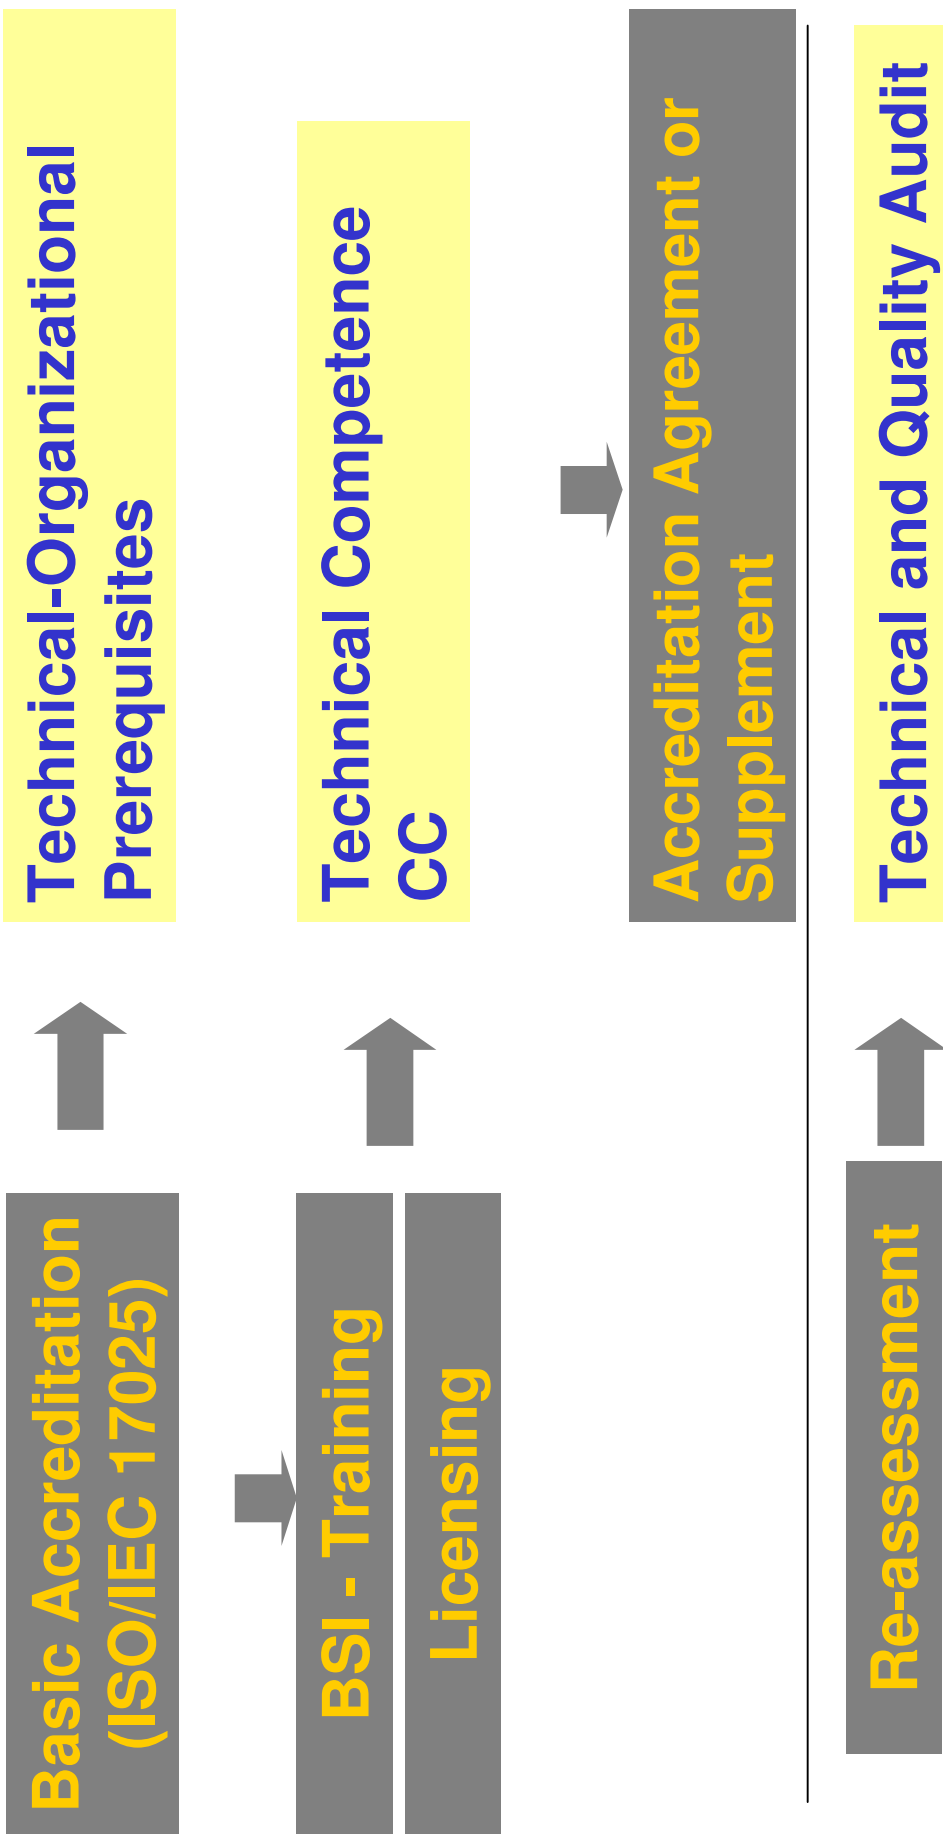 Basic Accreditation
(ISO/IEC 17025)
Technical-Organizational
Prerequisites
BSI - Training
Licensing
Technical Competence
CC
Accreditation Agreement or
Supplement
Re-assessment
Technical and Quality Audit